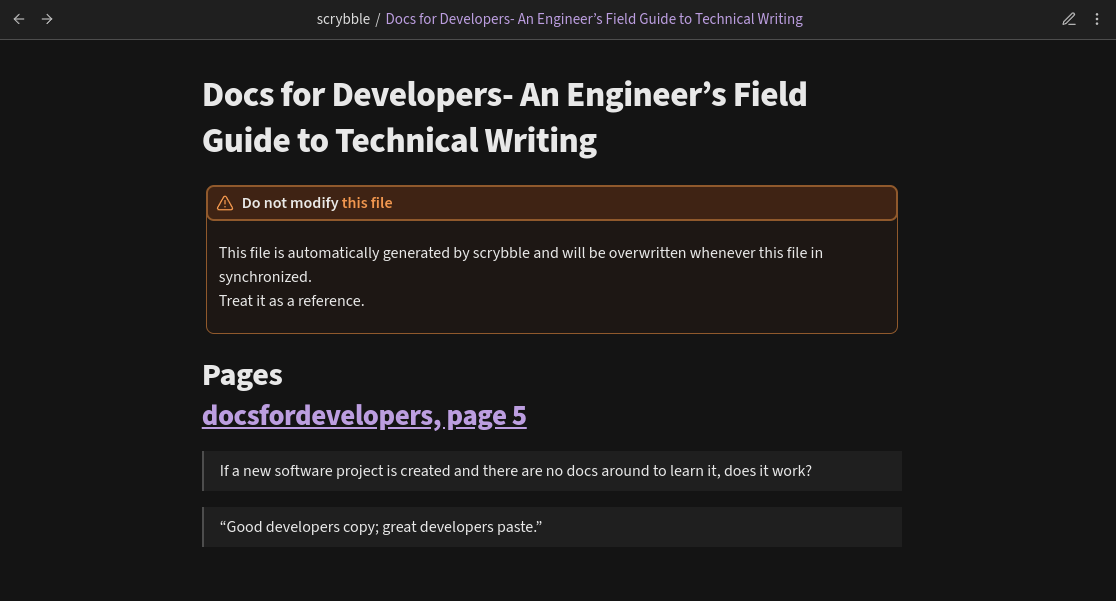 scrybble / Docs for Developers- An Engineer’s Field Guide to Technical Writing
Docs for Developers- An Engineer’s Field
Guide to Technical Writing
Do not modify this file
This file is automatically generated by scrybble and will be overwritten whenever this file in
synchronized.
Treat it as a reference.
Pages
docsfordevelopers, page 5
If a new software project is created and there are no docs around to learn it, does it work?
“Good developers copy; great developers paste.”